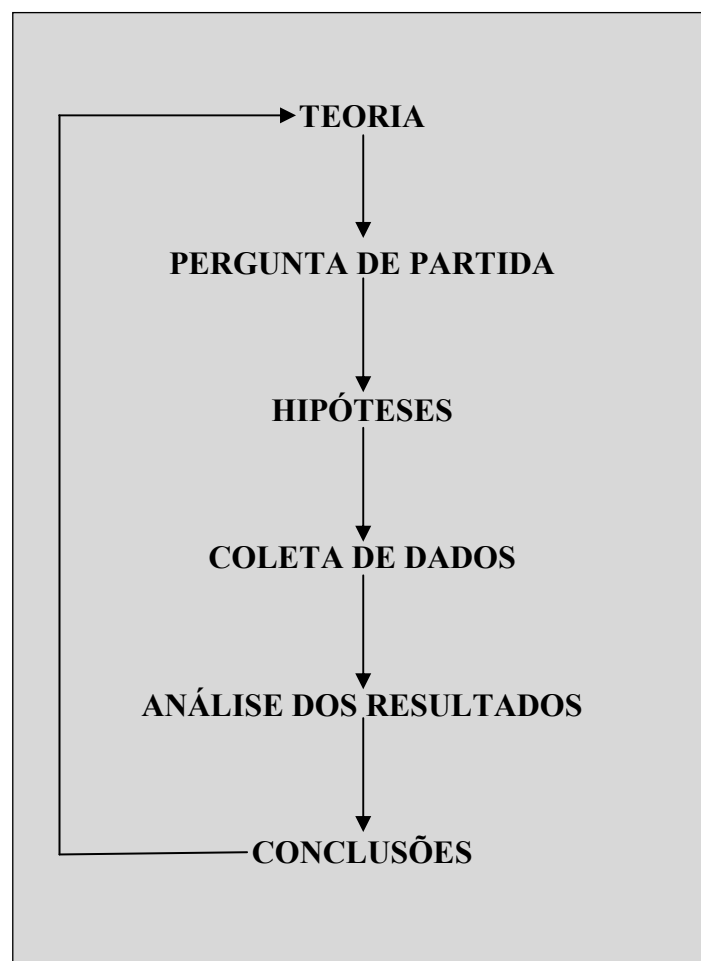 TEORIA
PERGUNTA DE PARTIDA
HIPÓTESES
COLETA DE DADOS
ANÁLISE DOS RESULTADOS
CONCLUSÕES